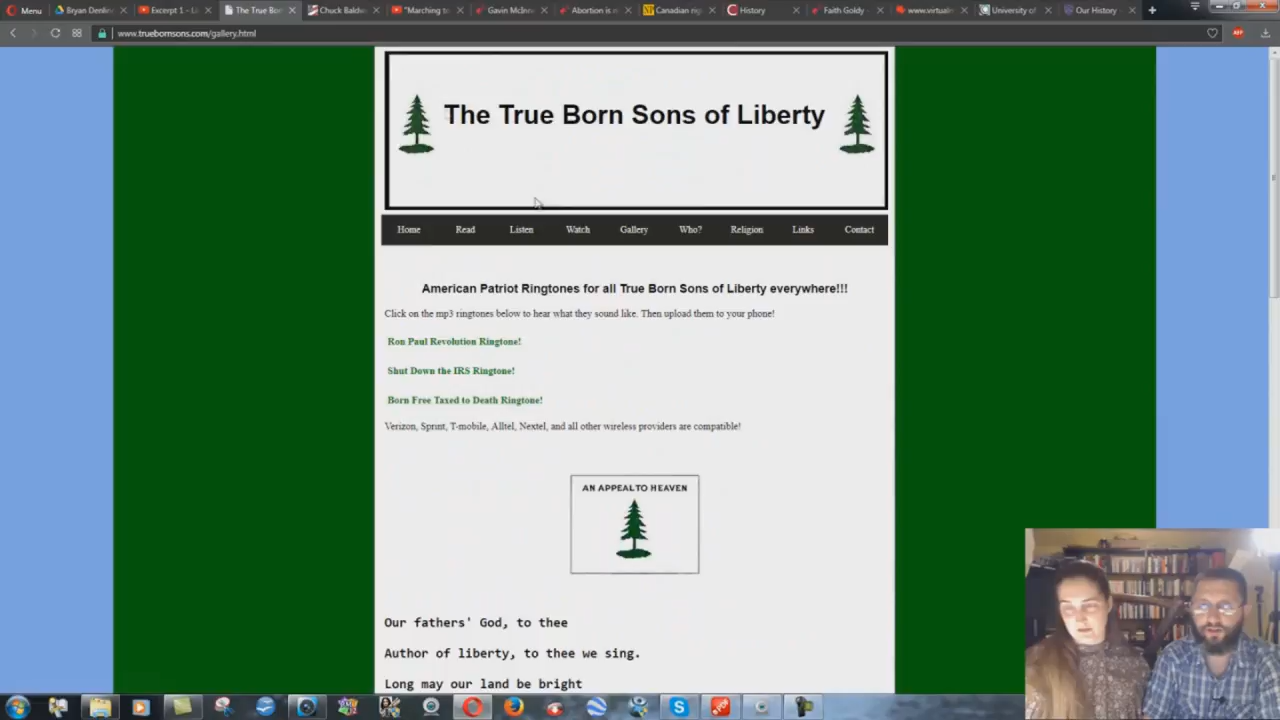 Menu
Bryan Denlin
Excerpt 1 - L
The True Bor
Chuck Baldw
"Marching to
Gavin McInn
Abortion is n
Canadian rig
History
Faith Goldy -
www.virtualr
University of
Our History
www.truebornsons.com/gallery.html
The True Born Sons of Liberty
Home Read Listen Watch Gallery Who? Religion Links Contact
American Patriot Ringtones for all True Born Sons of Liberty everywhere!!!
Click on the mp3 ringtones below to hear what they sound like. Then upload them to your phone!
Ron Paul Revolution Ringtone!
Shut Down the IRS Ringtone!
Born Free Taxed to Death Ringtone!
Verizon, Sprint, T-mobile, Alltel, Nextel, and all other wireless providers are compatible!
AN APPEAL TO HEAVEN
Our fathers' God, to thee
Author of liberty, to thee we sing.
Long may our land be bright